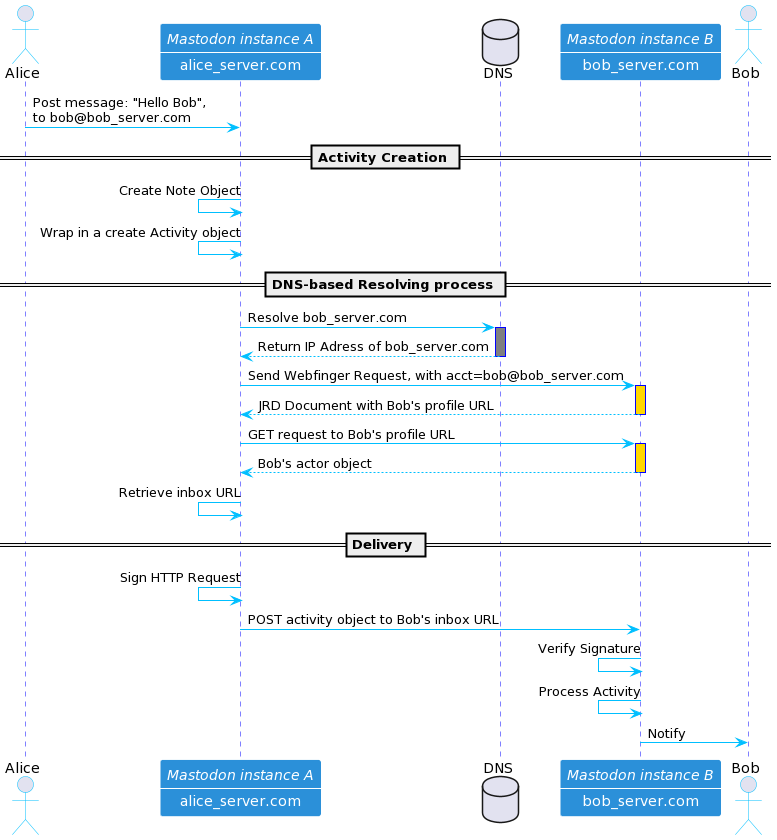 Mastodon instance A
Mastodon instance B
alice_server.com
bob_server.com
Alice
DNS
Bob
Post message: "Hello Bob",
to bob@bob_server.com
Activity Creation
Create Note Object
Wrap in a create Activity object
DNS-based Resolving process
Resolve bob_server.com
Return IP Adress of bob_server.com
Send Webfinger Request, with acct=bob@bob_server.com
JRD Document with Bob's profile URL
GET request to Bob's profile URL
Bob's actor object
Retrieve inbox URL
Delivery
Sign HTTP Request
POST activity object to Bob's inbox URL
Verify Signature
Process Activity
Notify
Alice
DNS
Bob
Mastodon instance A
Mastodon instance B
alice_server.com
bob_server.com